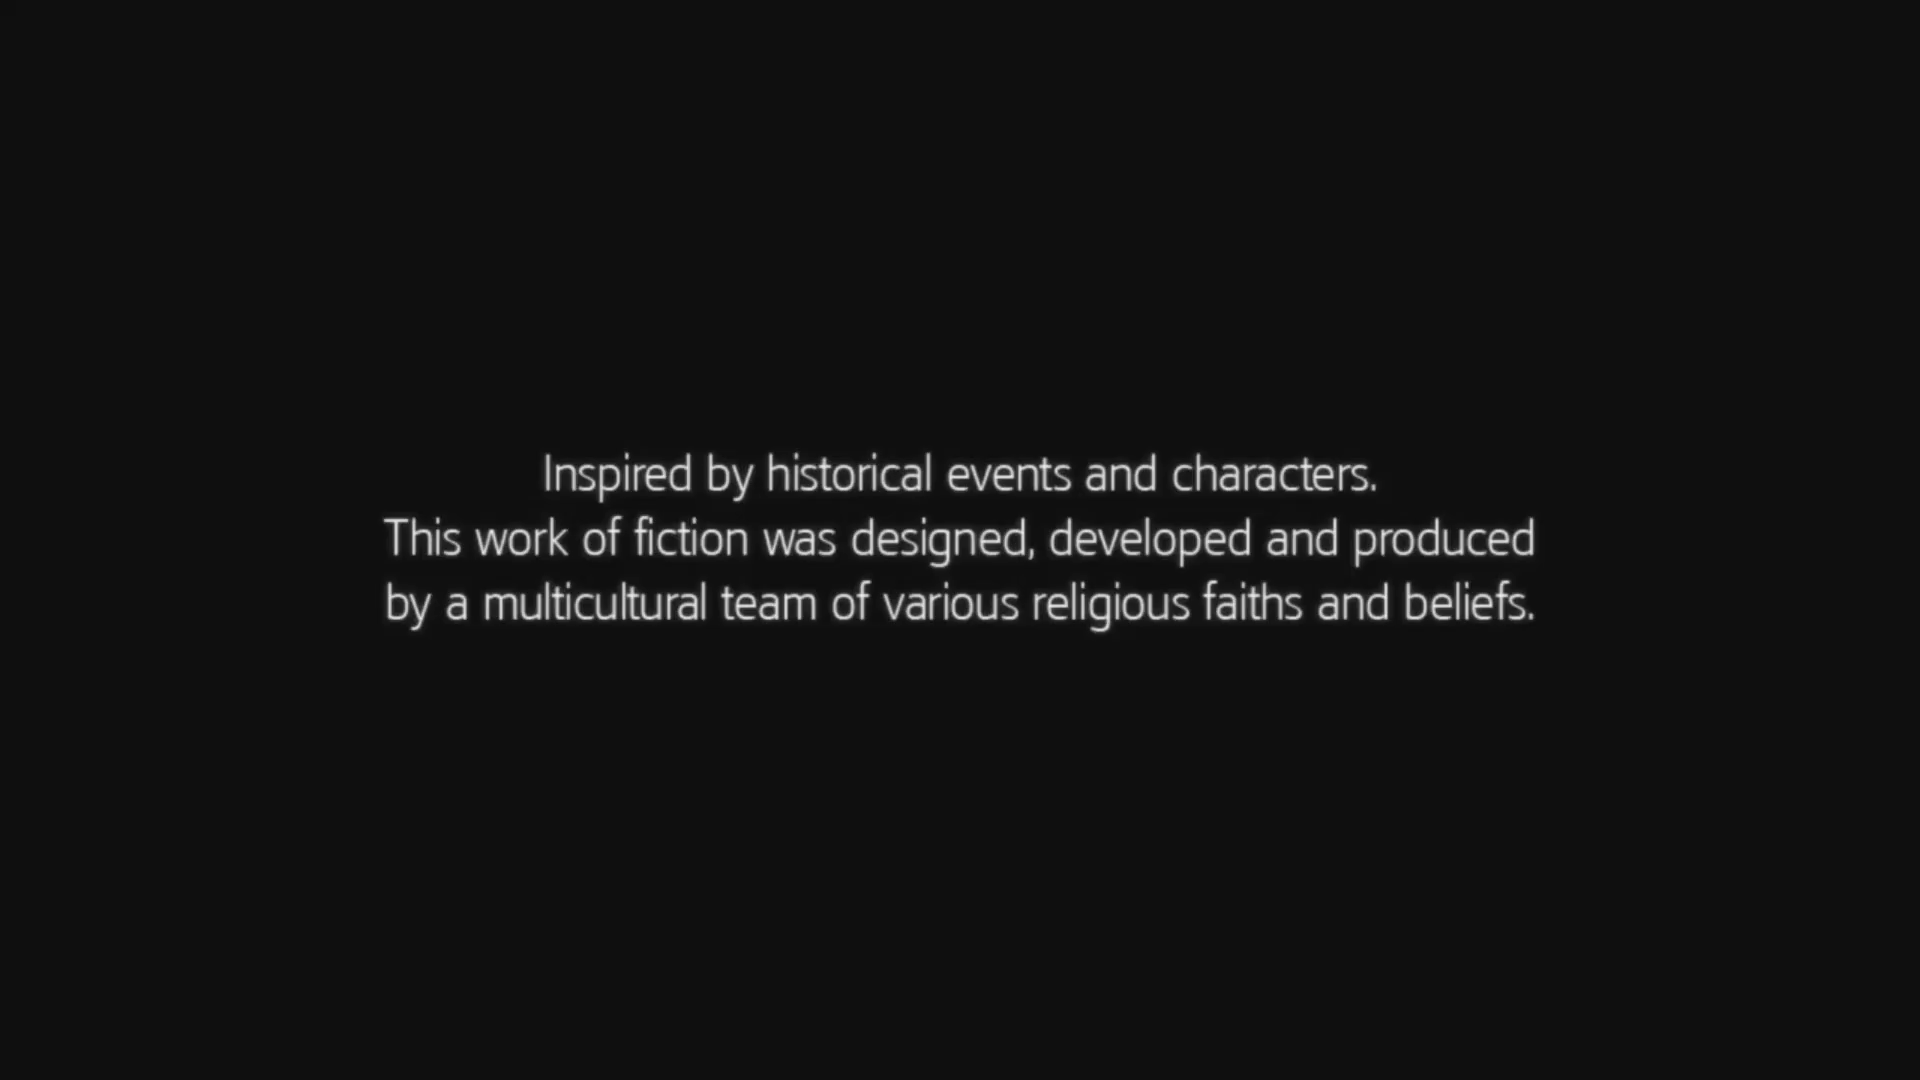 Inspired by historical events and characters.
This work of fiction was designed, developed and produced
by a multicultural team of various religious faiths and beliefs.